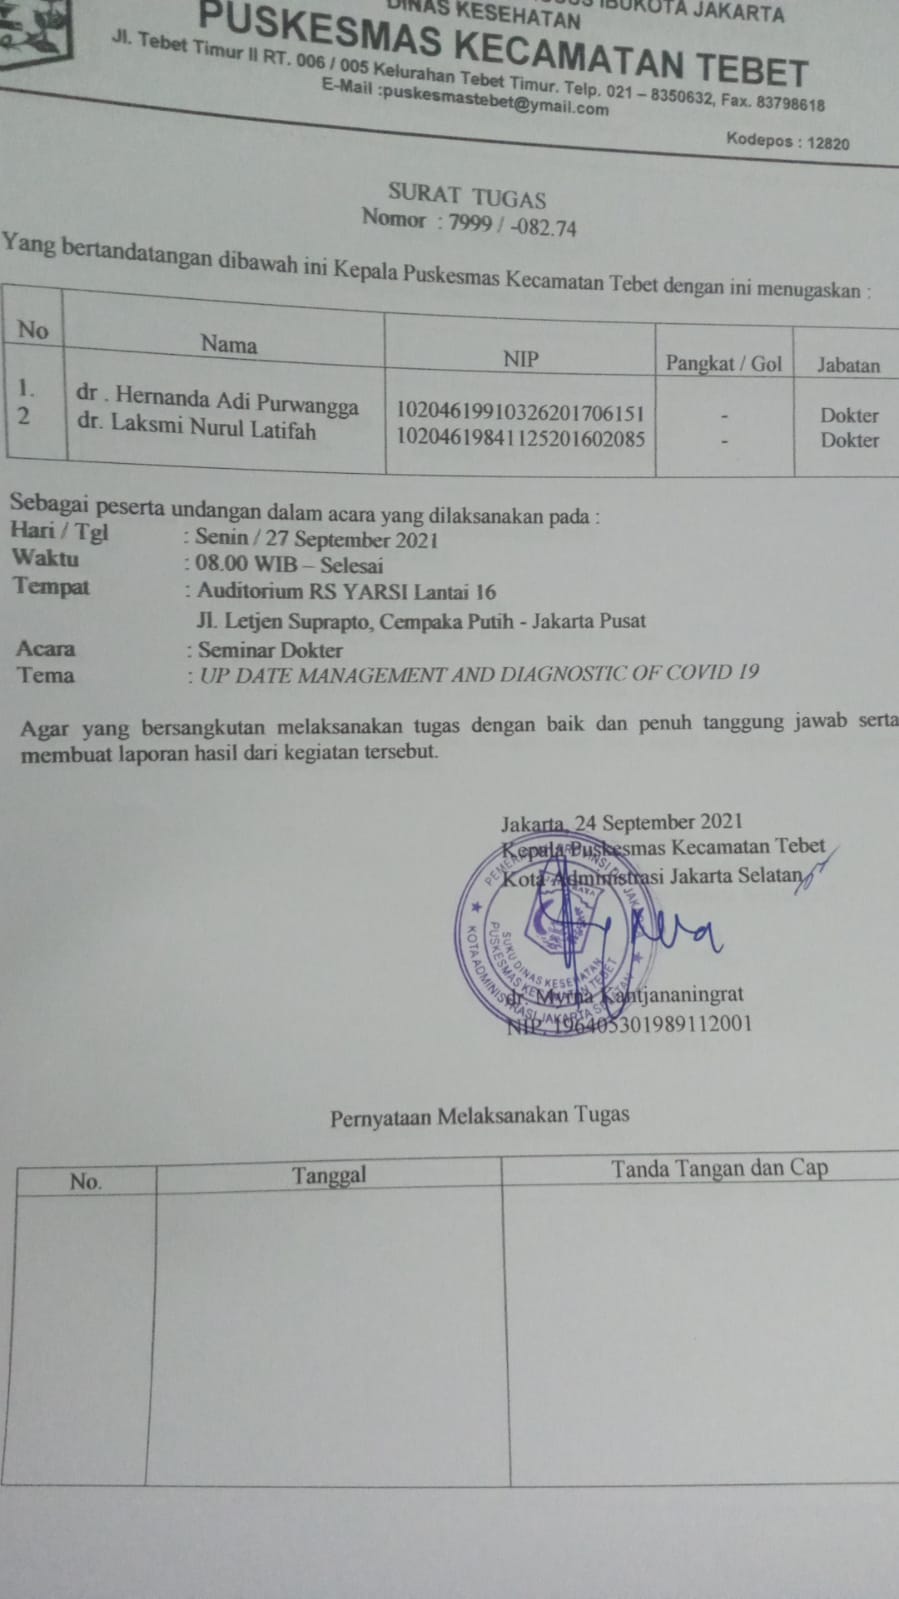 IBUKOTA JAKARTA
DINAS KESEHATAN
PUSKESMAS KECAMATAN TEBET
Jl. Tebet Timur II RT. 006 / 005 Kelurahan Tebet Timur. Telp. 021 – 8350632, Fax. 83798618
E-Mail :puskesmastebet@ymail.com
Kodepos : 12820
SURAT TUGAS
Nomor : 7999 / -082.74
Yang bertandatangan dibawah ini Kepala Puskesmas Kecamatan Tebet dengan ini menugaskan :
No Nama NIP Pangkat / Gol Jabatan
1. dr . Hernanda Adi Purwangga 10204619910326201706151 - Dokter
2 dr. Laksmi Nurul Latifah 10204619841125201602085 - Dokter
Sebagai peserta undangan dalam acara yang dilaksanakan pada :
Hari / Tgl : Senin / 27 September 2021
Waktu : 08.00 WIB – Selesai
Tempat : Auditorium RS YARSI Lantai 16
Jl. Letjen Suprapto, Cempaka Putih - Jakarta Pusat
Acara : Seminar Dokter
Tema : UP DATE MANAGEMENT AND DIAGNOSTIC OF COVID 19
Agar yang bersangkutan melaksanakan tugas dengan baik dan penuh tanggung jawab serta
membuat laporan hasil dari kegiatan tersebut.
Jakarta, 24 September 2021
Kepala Puskesmas Kecamatan Tebet
Kota Administrasi Jakarta Selatan
KOTA ADMINISTRASI JAKARTA SELATAN
SUKU DINAS KESEHATAN
PUSKESMAS KECAMATAN TEBET
dr. Myrna Kantjananingrat
NIP. 196405301989112001
Pernyataan Melaksanakan Tugas
No. Tanggal Tanda Tangan dan Cap